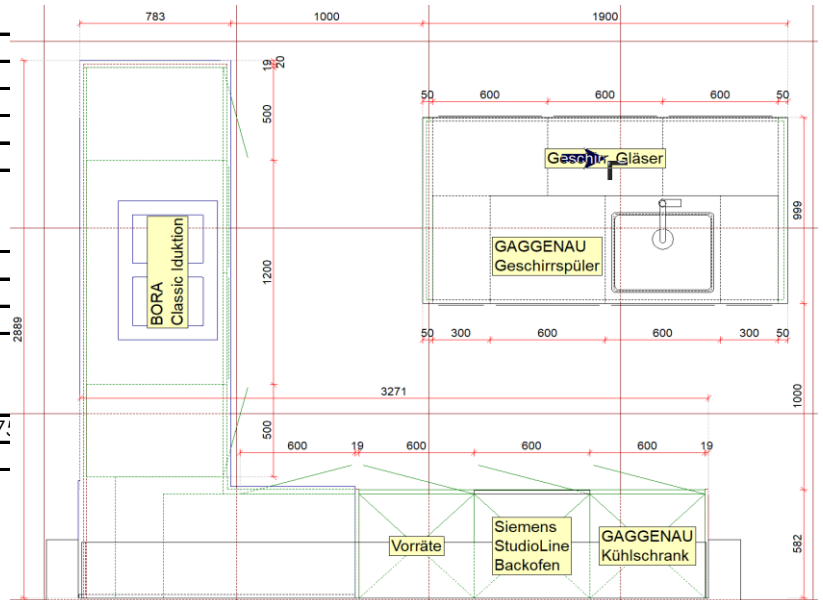 783 1000 1900
19 20
50 600 600 600 50
500
Geschirr Gläser
999
BORA
Classic Iduktion
GAGGENAU
Geschirrspüler
1200
2889
50 300 600 600 300 50
3271
1000
500
600 19 600 600 600 19
Vorräte
Siemens
StudioLine
Backofen
GAGGENAU
Kühlschrank
582